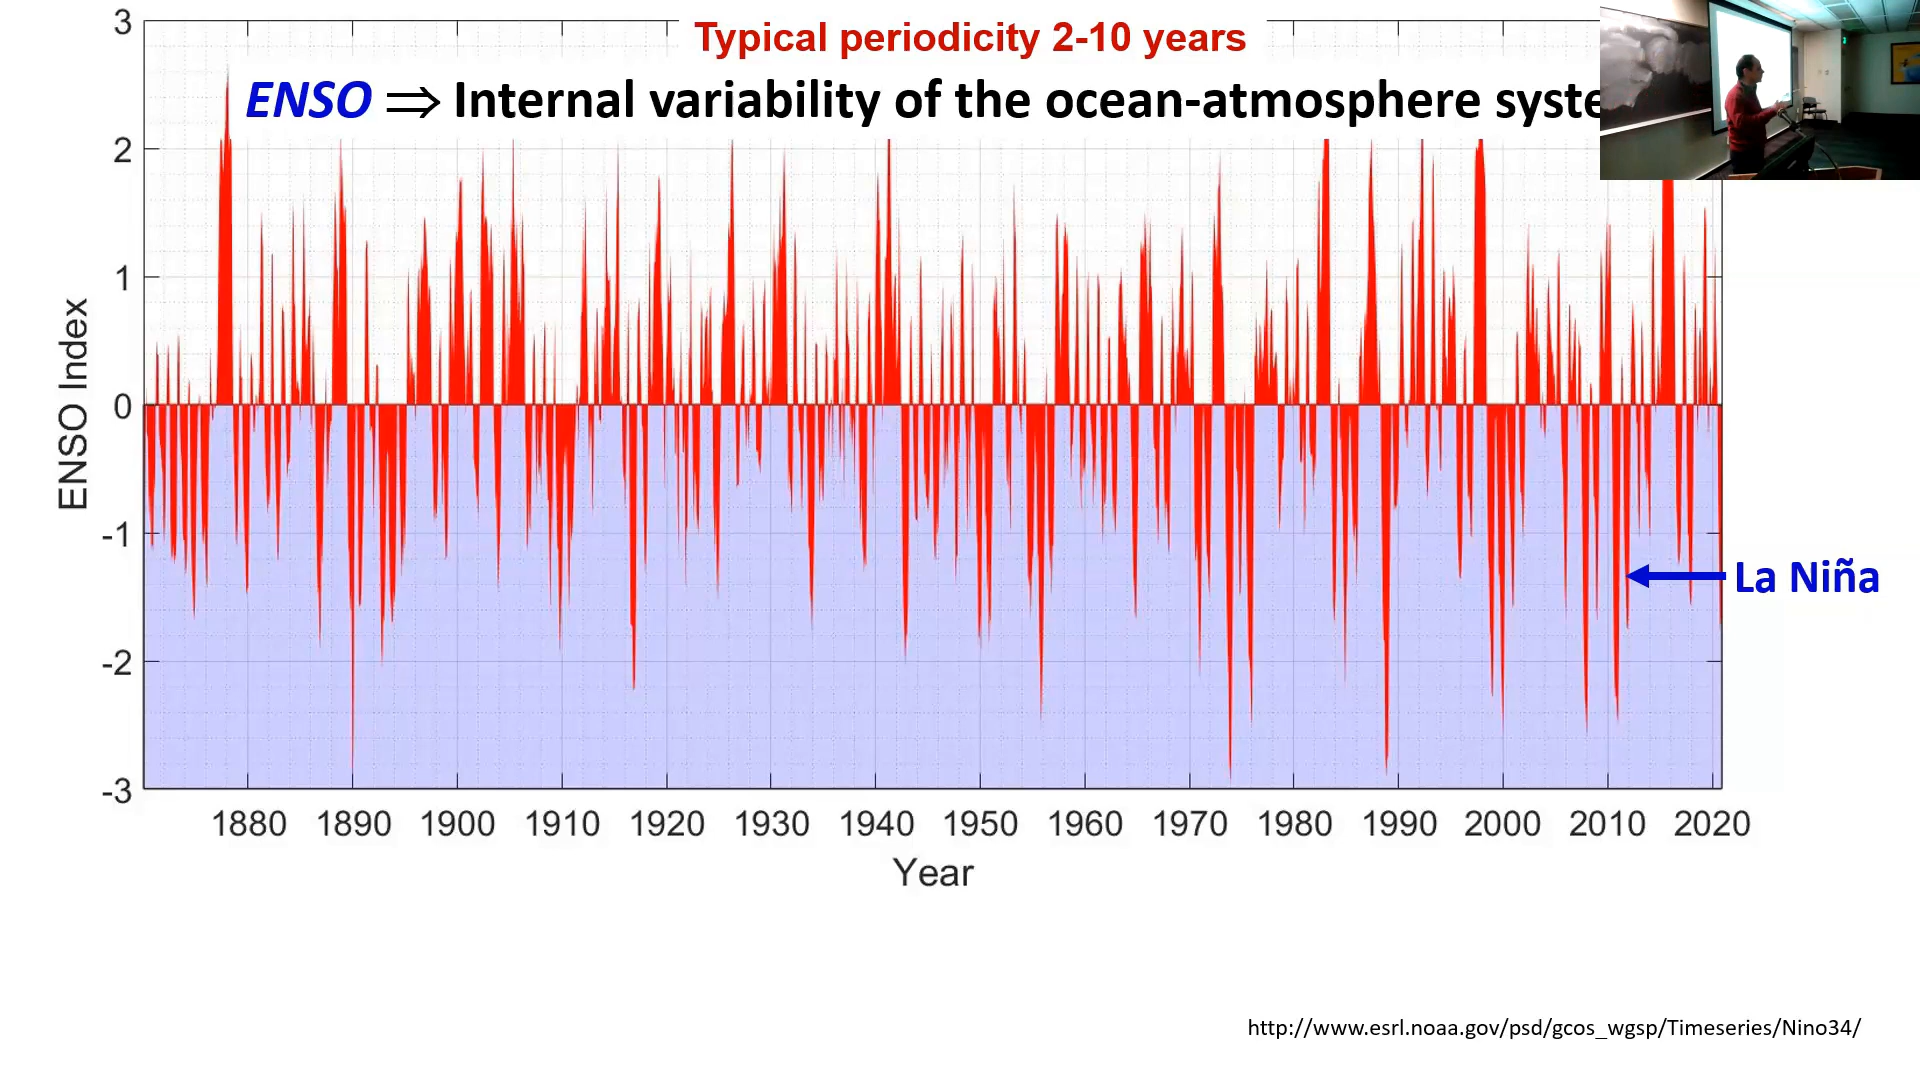 Typical periodicity 2-10 years
ENSO ⇒ Internal variability of the ocean-atmosphere syste
3
2
1
0
-1
-2
-3
ENSO Index
La Niña
1880 1890 1900 1910 1920 1930 1940 1950 1960 1970 1980 1990 2000 2010 2020
Year
http://www.esrl.noaa.gov/psd/gcos_wgsp/Timeseries/Nino34/